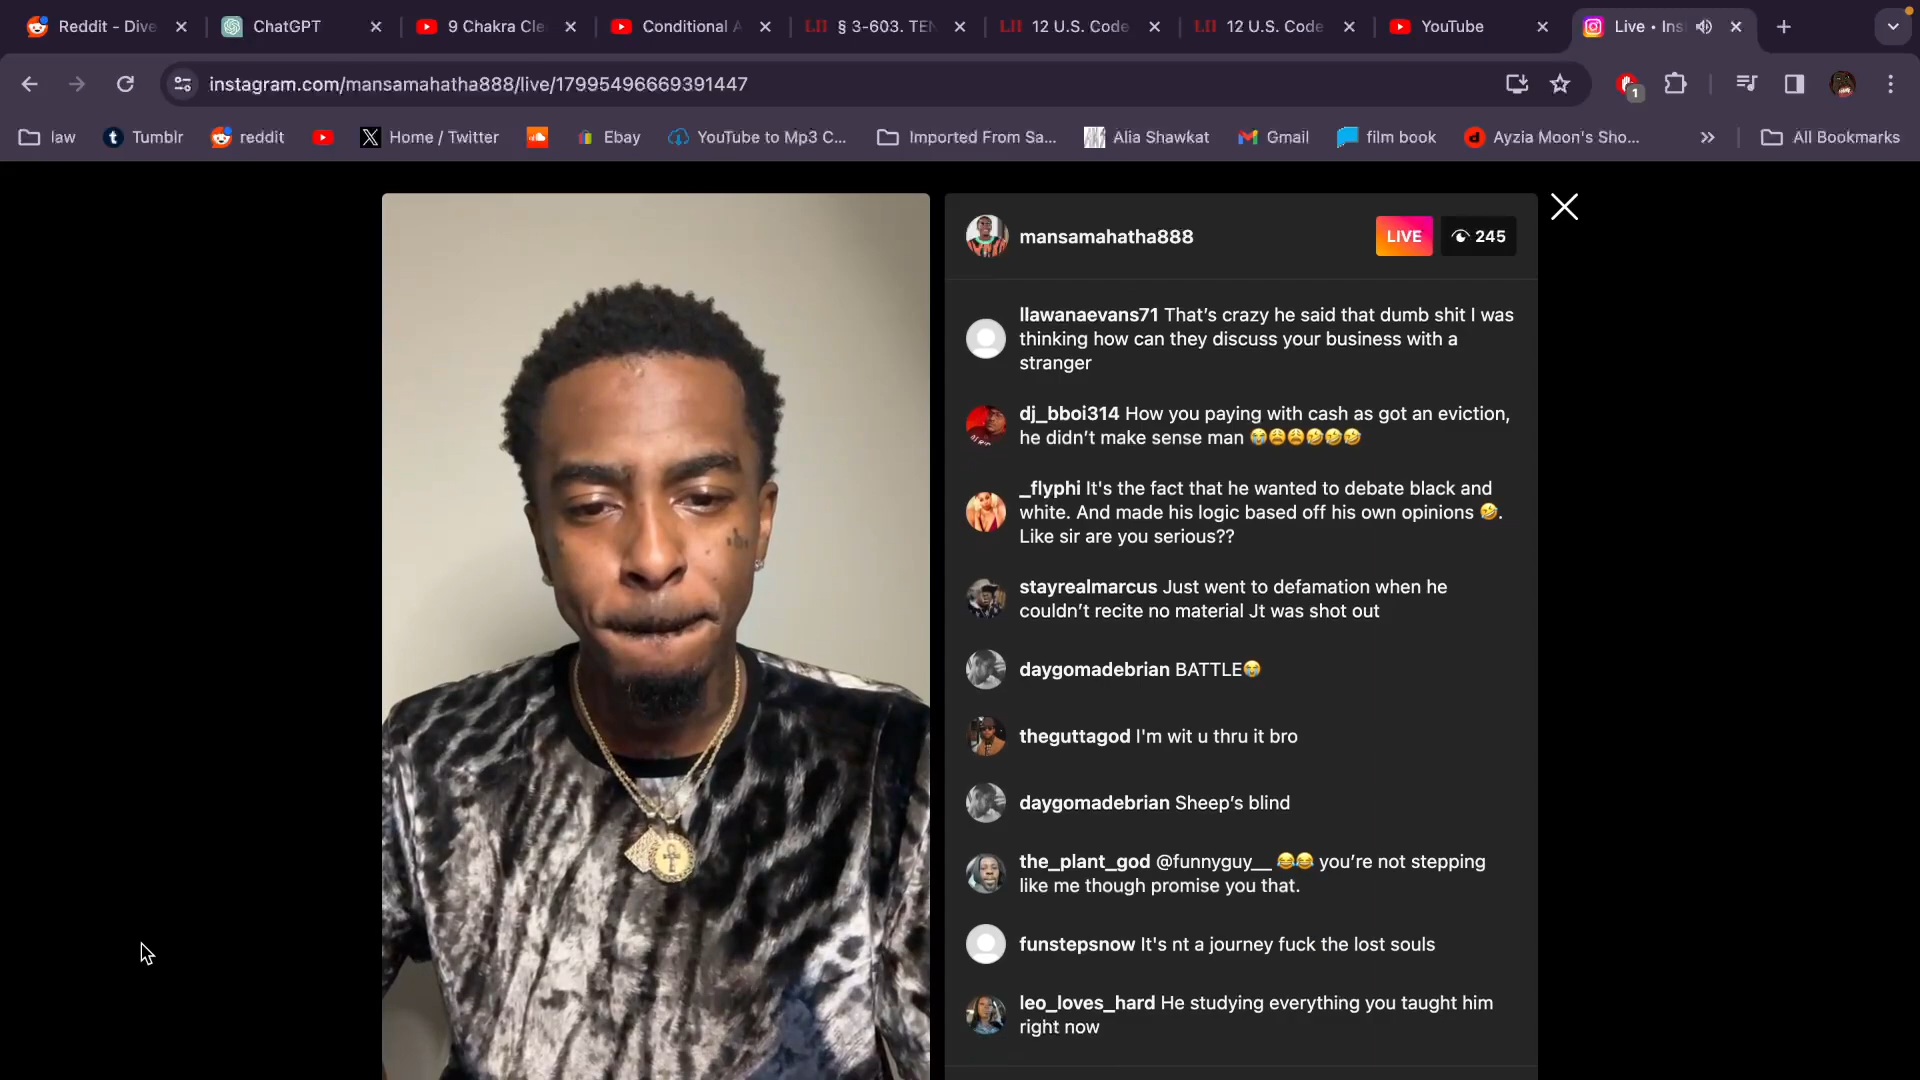 Reddit - Dive
ChatGPT
9 Chakra Cle
Conditional A
§ 3-603. TEN
12 U.S. Code
12 U.S. Code
YouTube
Live • Ins
instagram.com/mansamahatha888/live/17995496669391447
1
law
Tumblr
reddit
Home / Twitter
Ebay
YouTube to Mp3 C...
Imported From Sa...
Alia Shawkat
Gmail
film book
Ayzia Moon's Sho...
All Bookmarks
mansamahatha888
LIVE
245
llawanaevans71 That’s crazy he said that dumb shit I was
thinking how can they discuss your business with a
stranger
dj_bboi314 How you paying with cash as got an eviction,
he didn’t make sense man 😭😩😩🤣🤣🤣
_flyphi It's the fact that he wanted to debate black and
white. And made his logic based off his own opinions 🤣.
Like sir are you serious??
stayrealmarcus Just went to defamation when he
couldn’t recite no material Jt was shot out
daygomadebrian BATTLE😭
theguttagod I'm wit u thru it bro
daygomadebrian Sheep’s blind
the_plant_god @funnyguy__ 😂😂 you’re not stepping
like me though promise you that.
funstepsnow It's nt a journey fuck the lost souls
leo_loves_hard He studying everything you taught him
right now